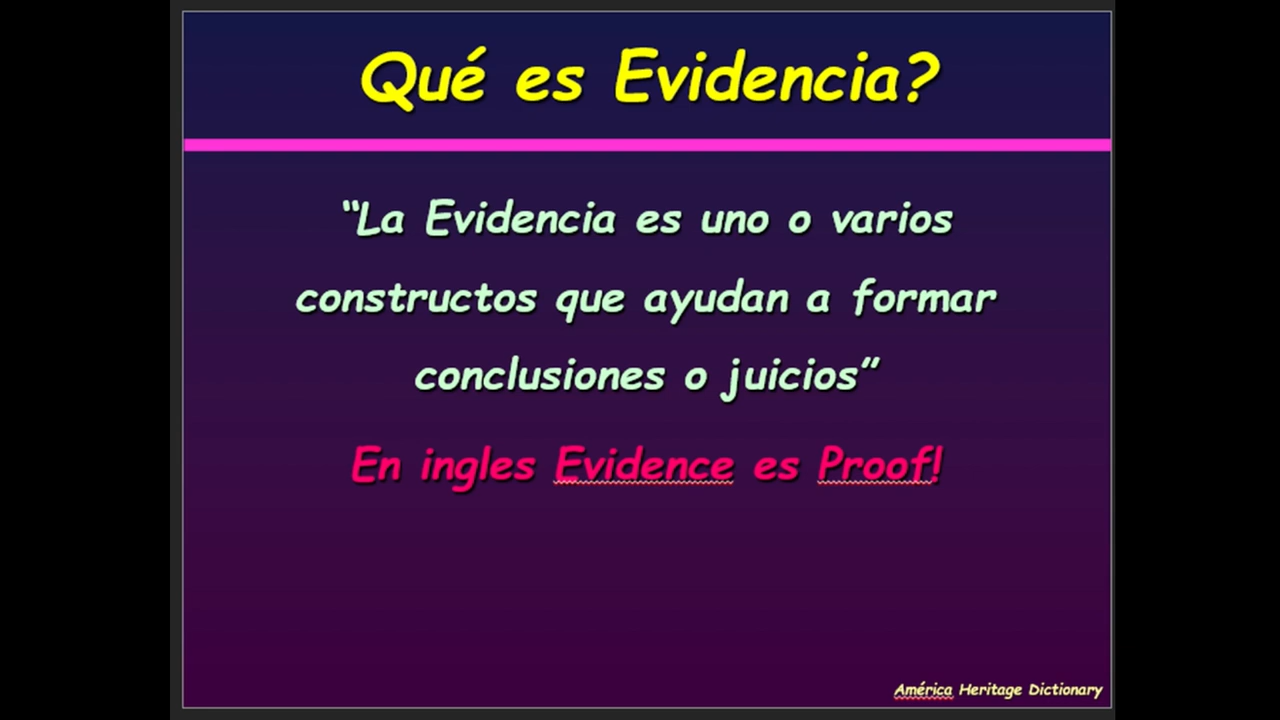 Qué es Evidencia?
“La Evidencia es uno o varios
constructos que ayudan a formar
conclusiones o juicios”
En ingles Evidence es Proof!
América Heritage Dictionary